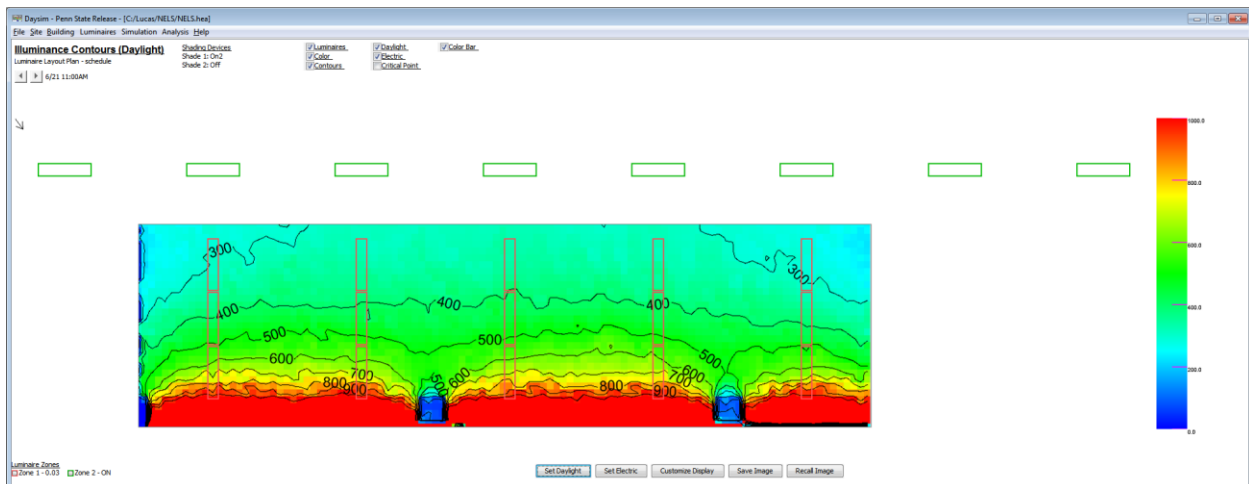 Daysim - Penn State Release - [C:/Lucas/NELS/NELS.hea]
File Site Building Luminaires Simulation Analysis Help
Illuminance Contours (Daylight)
Luminaire Layout Plan - schedule
6/21 11:00AM
Shading Devices
Shade 1: On2
Shade 2: Off
Luminaires Daylight Color Bar
Color Electric
Contours Critical Point
1000.0
800.0
600.0
400.0
200.0
0.0
300
300
400
400
400
500
500
500
600
600
600
700
700
800
800
900
900
500
Luminaire Zones
Zone 1 - 0.03 Zone 2 - ON
Set Daylight Set Electric Customize Display Save Image Recall Image